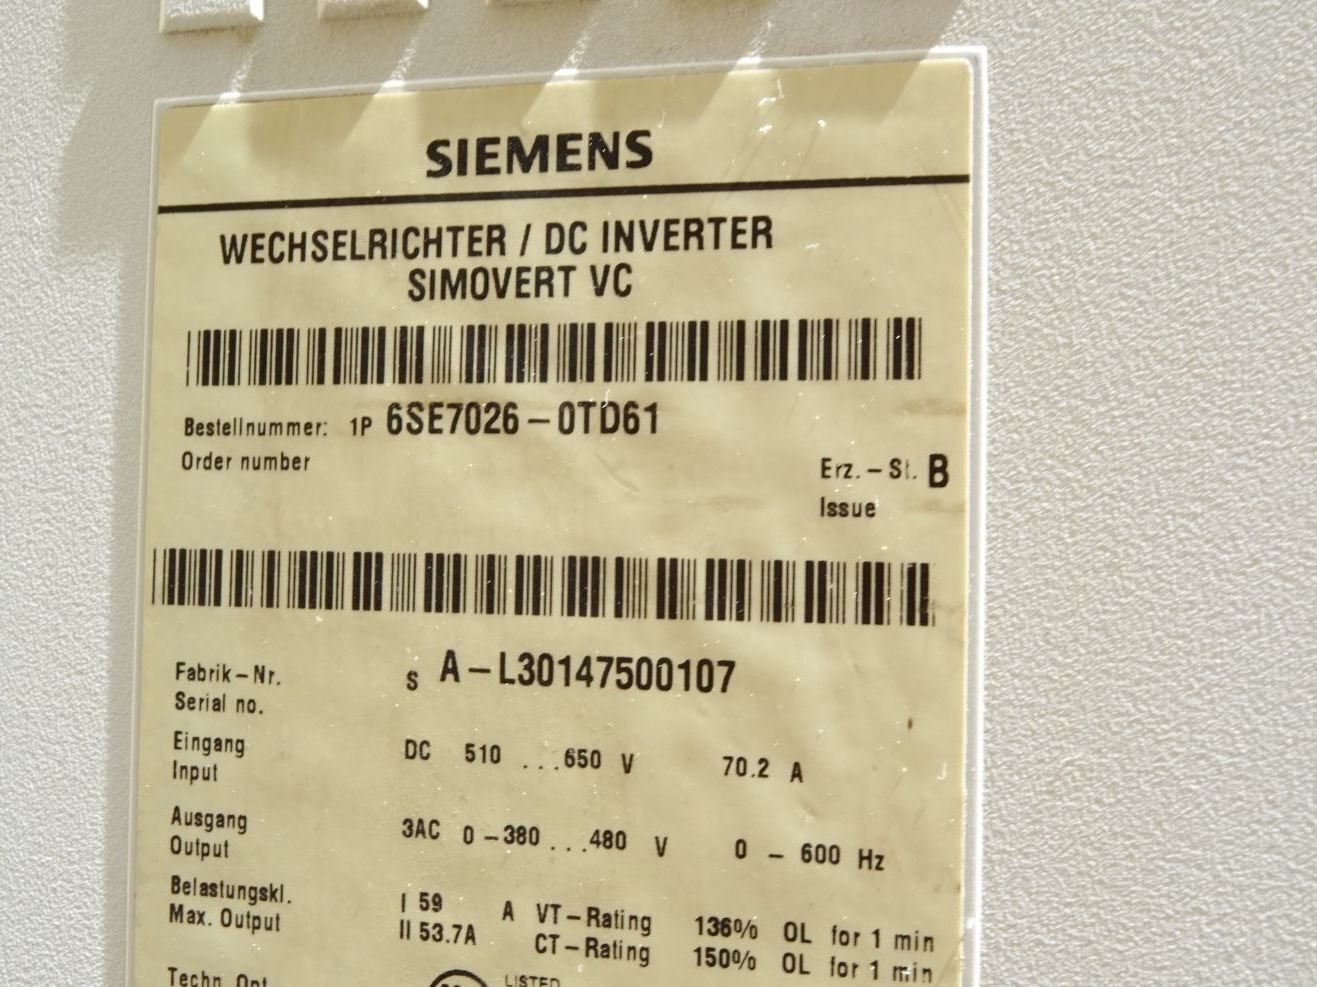 SIEMENS
WECHSELRICHTER / DC INVERTER
SIMOVERT VC
Bestellnummer: 1P 6SE7026-0TD61
Order number
Erz.-St. B
Issue
Fabrik-Nr. S A-L30147500107
Serial no.
Eingang DC 510 ...650 V 70.2 A
Input
Ausgang 3AC 0-380 ...480 V 0 - 600 Hz
Output
Belastungskl. I 59 A VT-Rating 136% OL for 1 min
Max. Output II 53.7A CT-Rating 150% OL for 1 min
Techn. Opt. LISTED